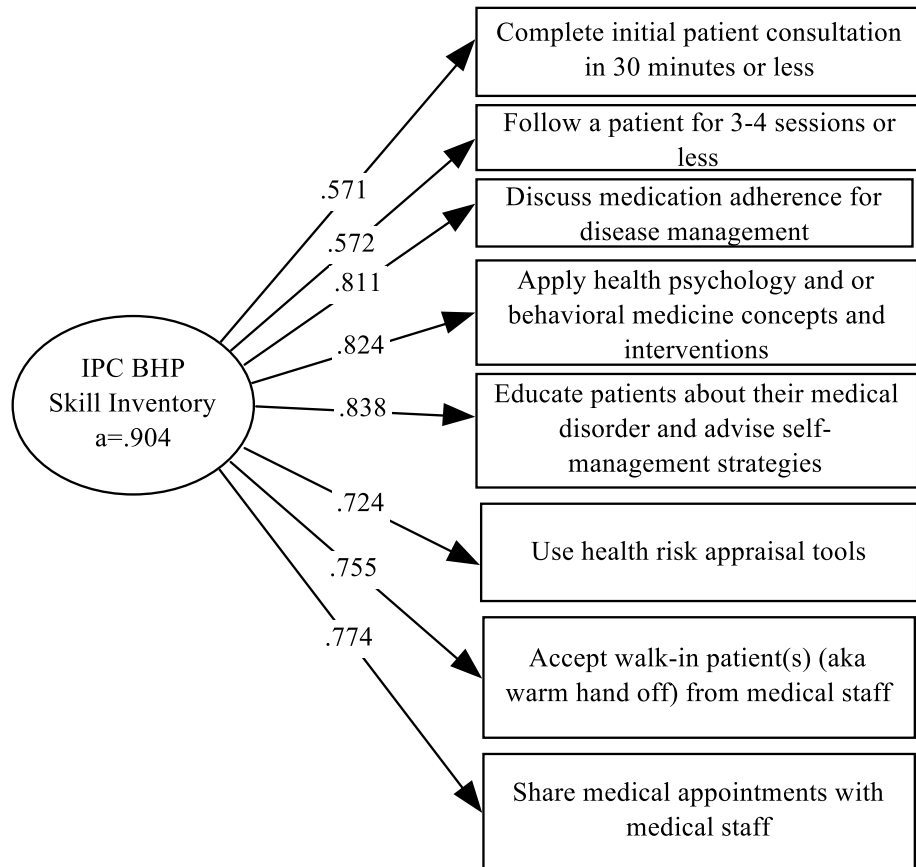 Complete initial patient consultation
in 30 minutes or less
Follow a patient for 3-4 sessions or
less
.571
Discuss medication adherence for
disease management
.572
.811
Apply health psychology and or
behavioral medicine concepts and
interventions
.824
IPC BHP
Skill Inventory
a=.904
.838
Educate patients about their medical
disorder and advise self-
management strategies
.724
Use health risk appraisal tools
.755
.774
Accept walk-in patient(s) (aka
warm hand off) from medical staff
Share medical appointments with
medical staff